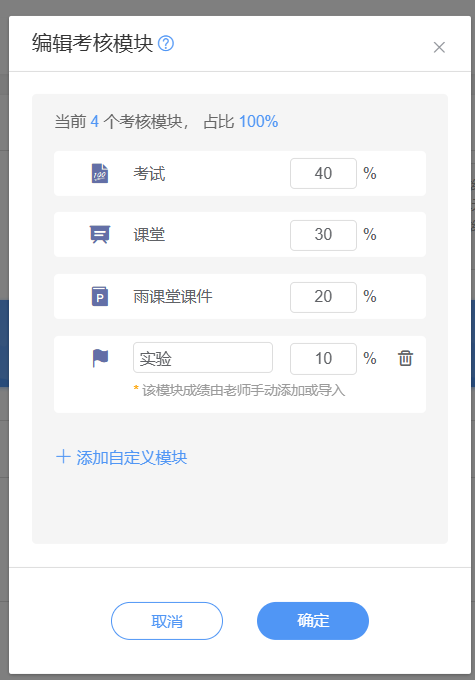 编辑考核模块 ?
当前 4 个考核模块， 占比 100%
100 考试 40 %
课堂 30 %
P 雨课堂课件 20 %
实验 10 %
* 该模块成绩由老师手动添加或导入
+ 添加自定义模块
取消 确定